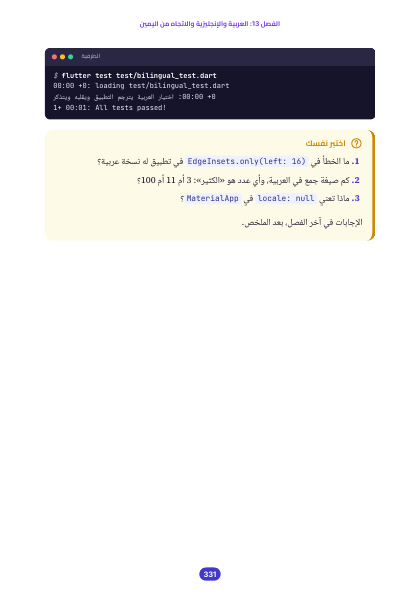 الفصل 13: العربية والإنجليزية والاتجاه من اليمين
الطرفية
$ flutter test test/bilingual_test.dart
00:00 +0: loading test/bilingual_test.dart
00:00 +0: اختيار العربية يترجم التطبيق ويقلبه ويتذكر
00:01 +1: All tests passed!
اختبر نفسك
1. ما الخطأ في EdgeInsets.only(left: 16) في تطبيق له نسخة عربية؟
2. كم صيغة جمع في العربية، وأي عدد هو «الكثير»: 3 أم 11 أم 100؟
3. ماذا تعني locale: null في MaterialApp ؟
الإجابات في آخر الفصل، بعد الملخص.
331